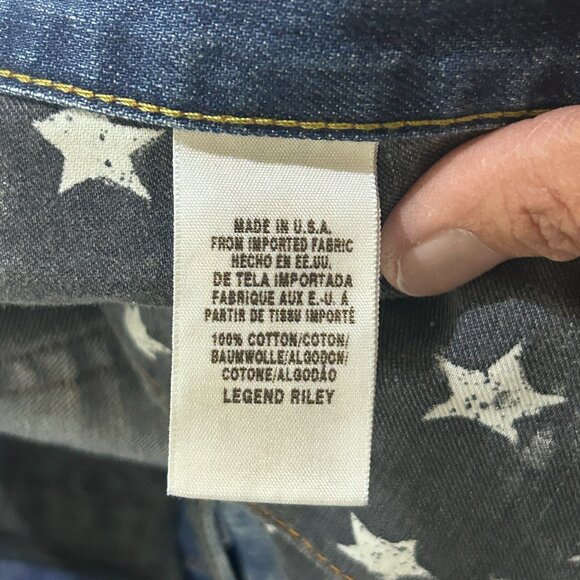 MADE IN U.S.A.
FROM IMPORTED FABRIC
HECHO EN EE.UU.
DE TELA IMPORTADA
FABRIQUE AUX E.-U. À
PARTIR DE TISSU IMPORTÉ
100% COTTON/COTON/
BAUMWOLLE/ALGODON/
COTONE/ALGODÃO
LEGEND RILEY